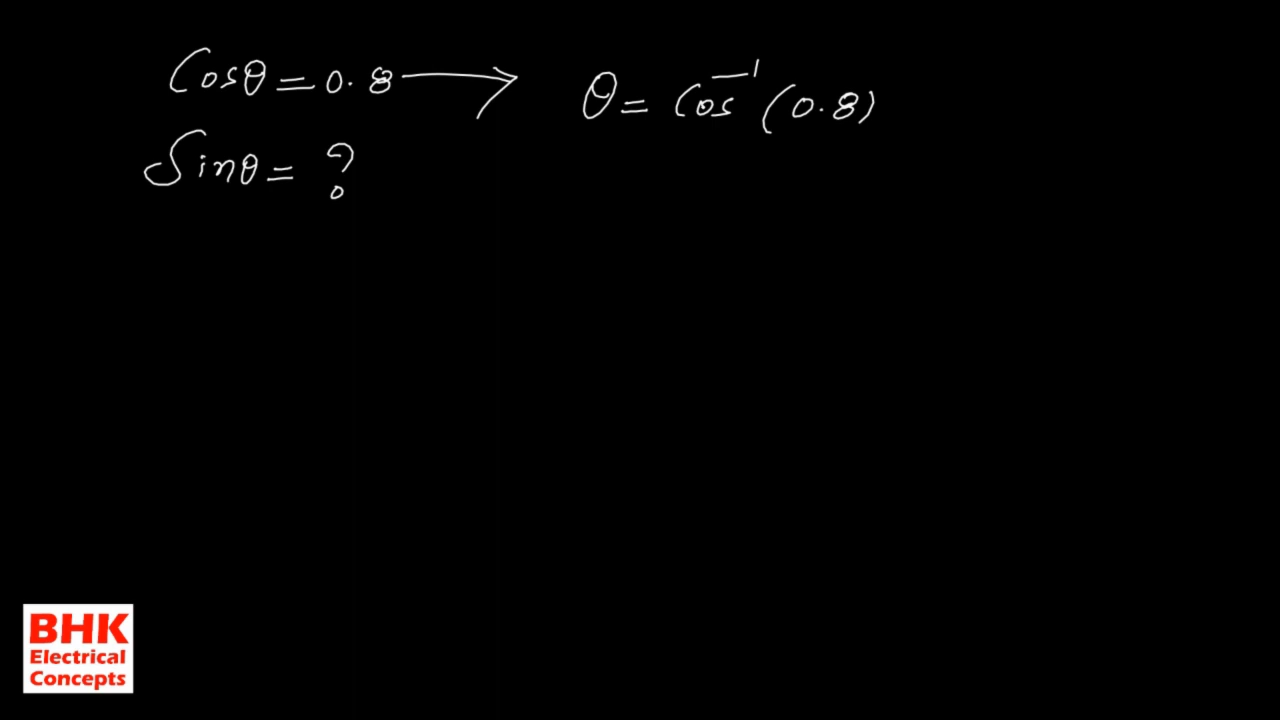 Cosθ = 0.8 ⟶ θ = Cos⁻¹ (0.8)
Sinθ = ?
BHK
Electrical
Concepts